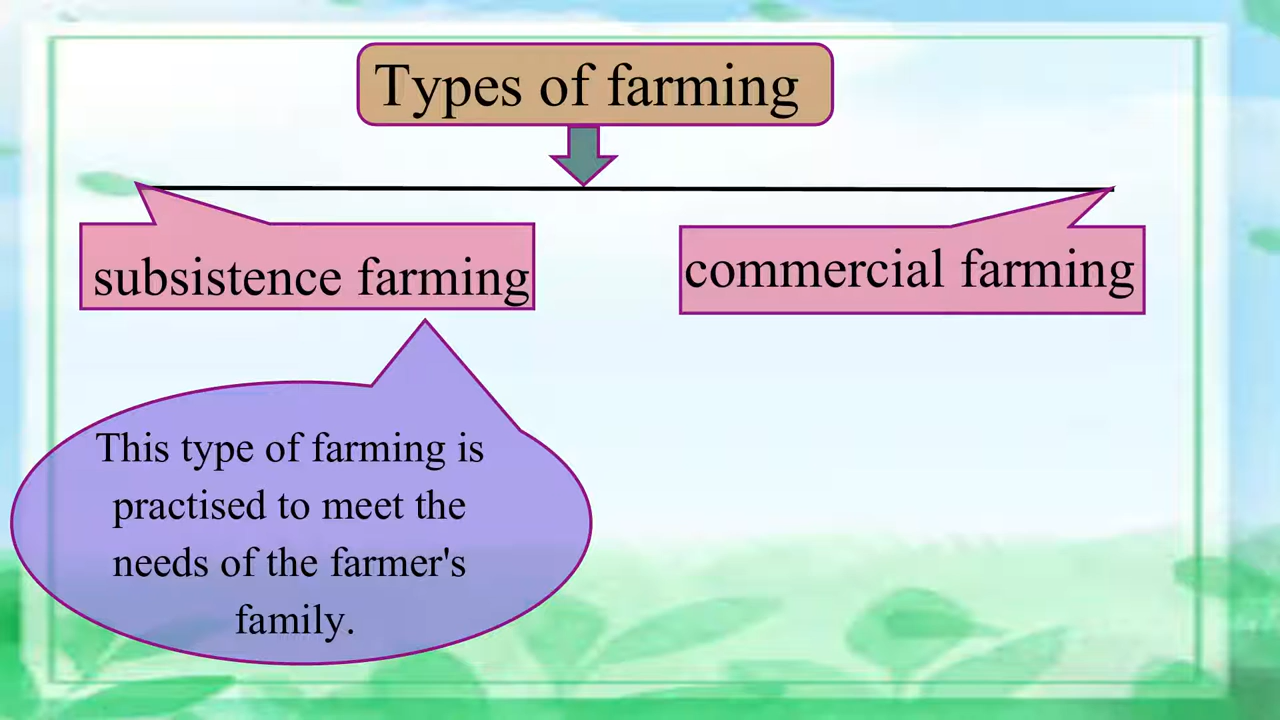 Types of farming
subsistence farming
commercial farming
This type of farming is
practised to meet the
needs of the farmer's
family.